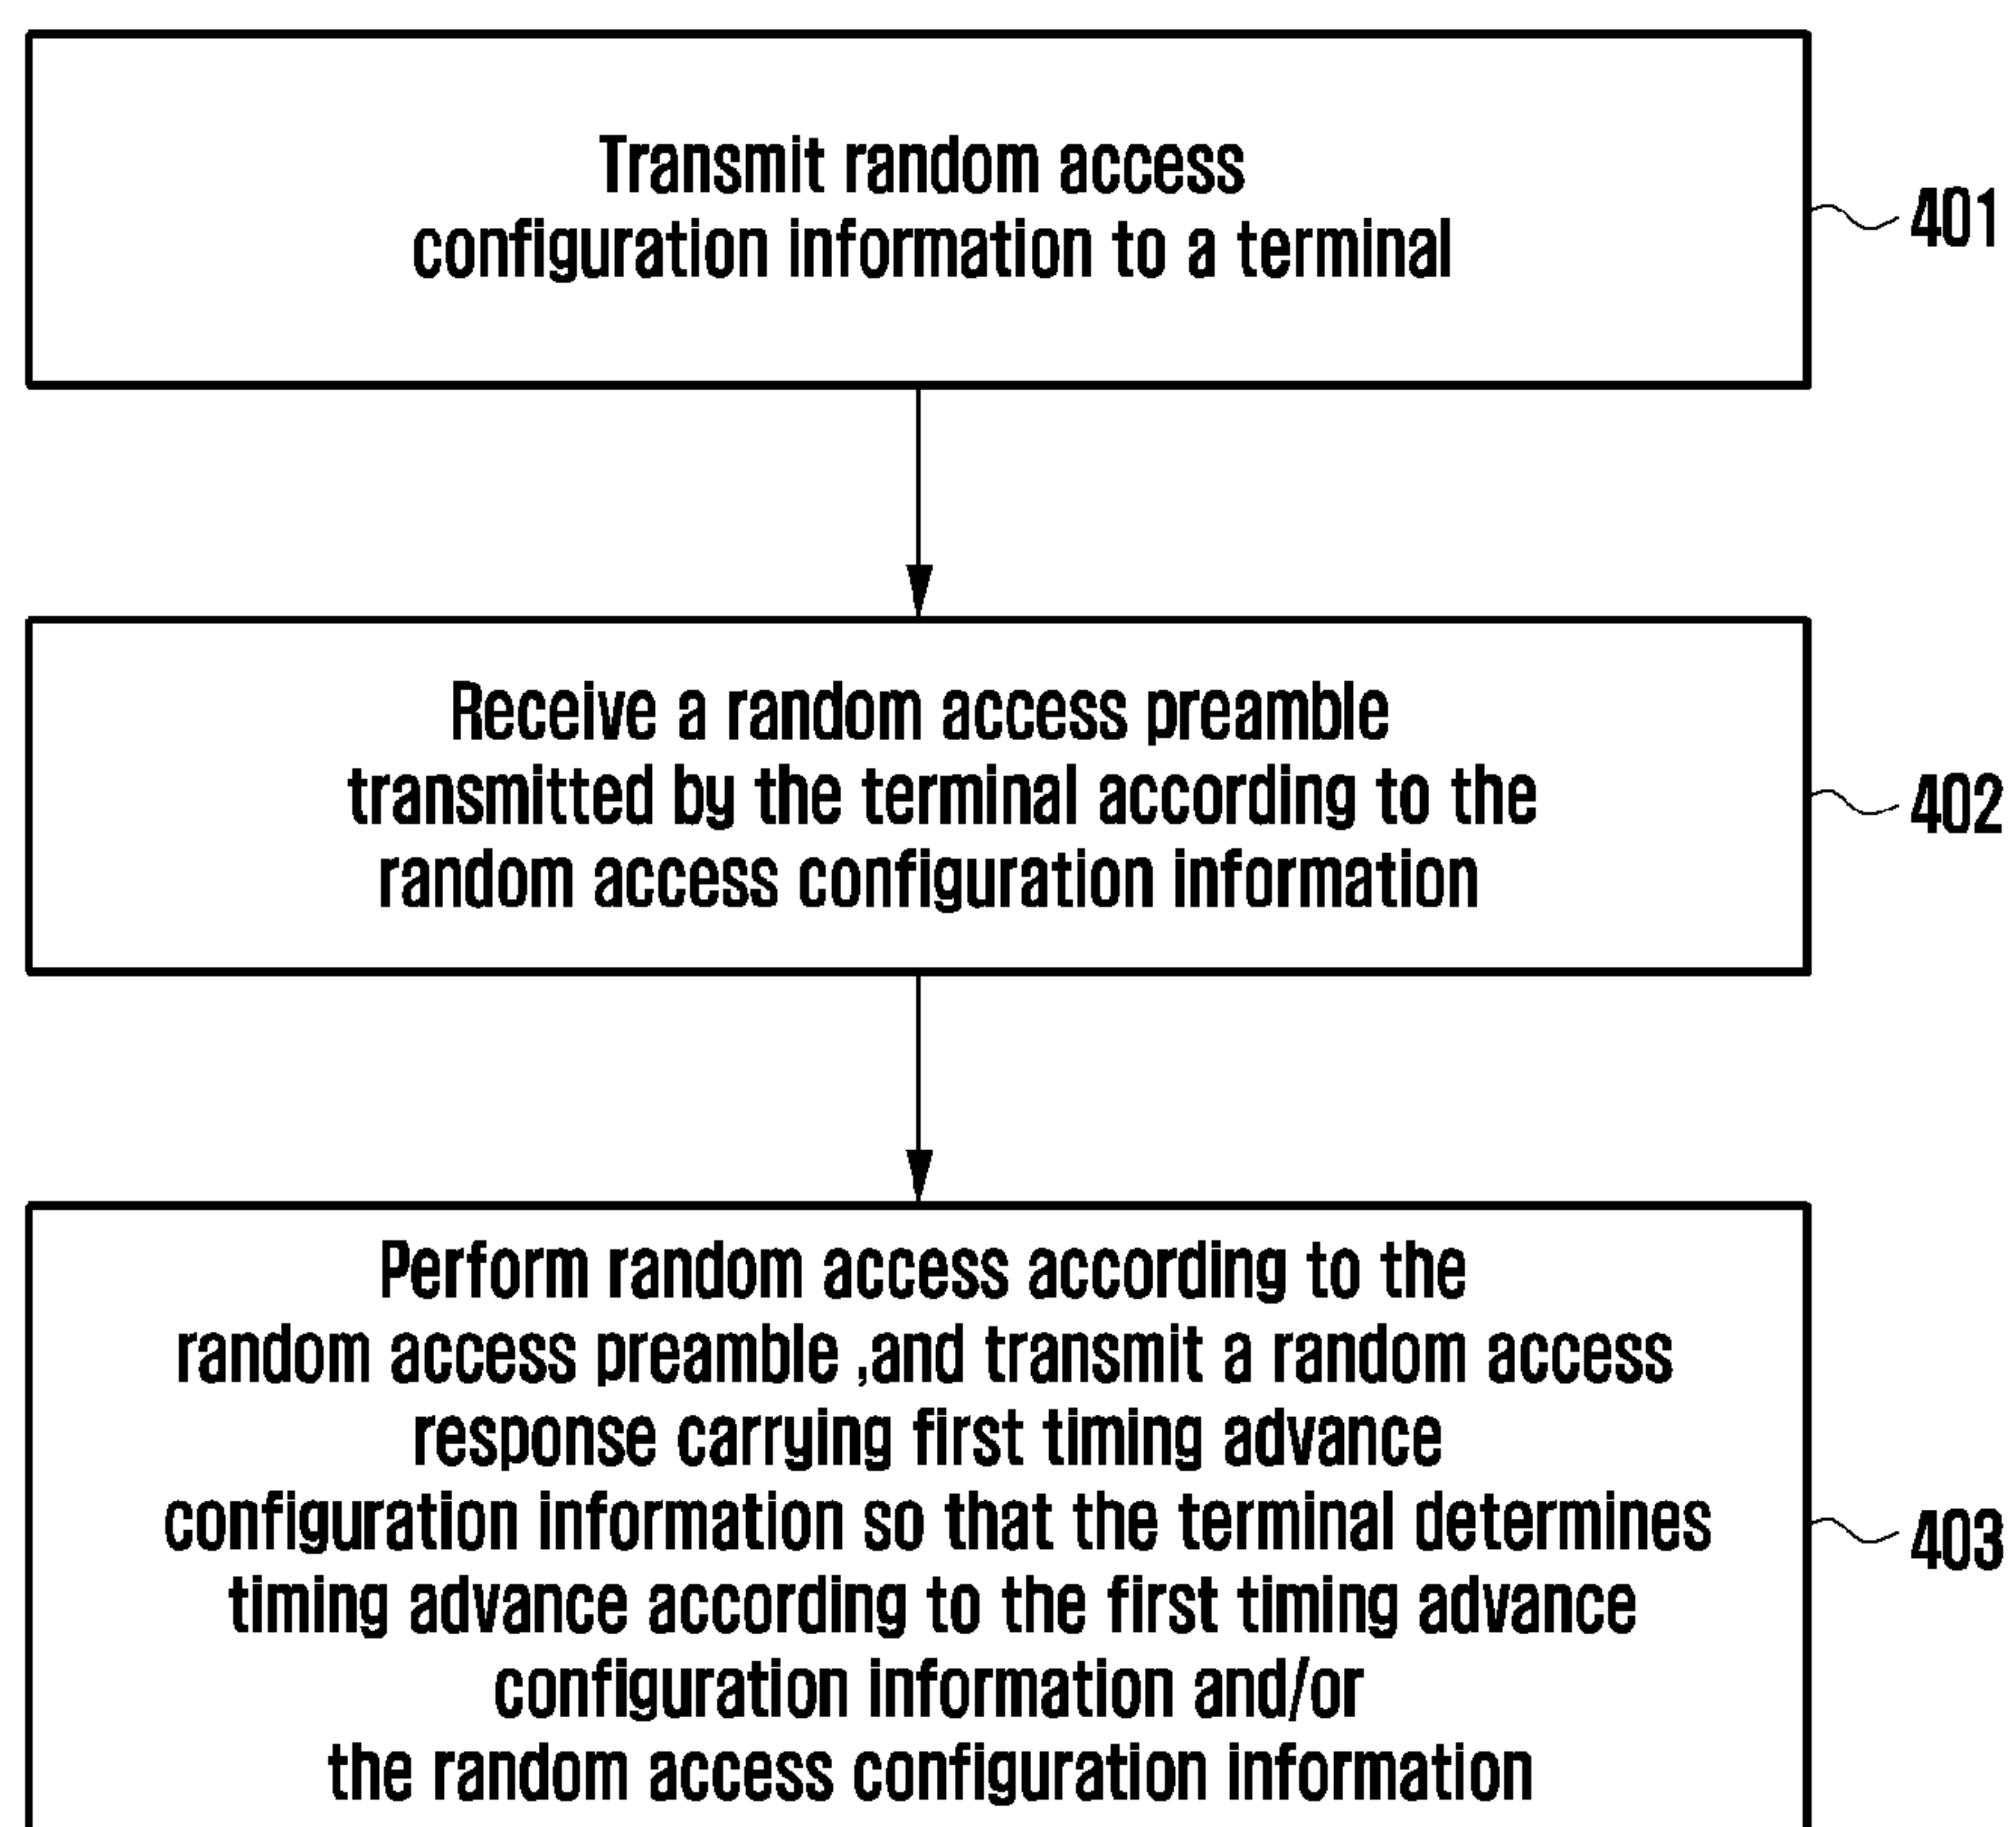 Transmit random access
configuration information to a terminal
401
Receive a random access preamble
transmitted by the terminal according to the
random access configuration information
402
Perform random access according to the
random access preamble ,and transmit a random access
response carrying first timing advance
configuration information so that the terminal determines
timing advance according to the first timing advance
configuration information and/or
the random access configuration information
403